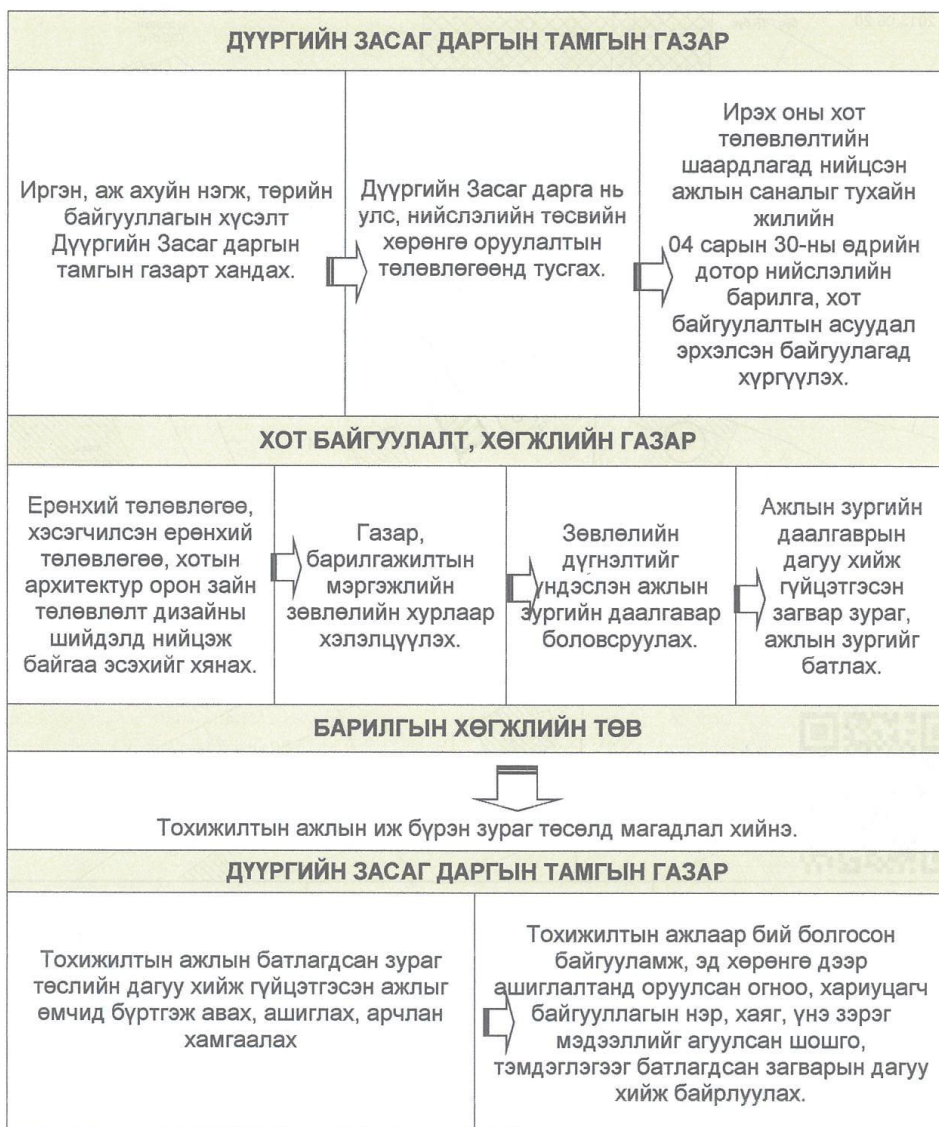 ДҮҮРГИЙН ЗАСАГ ДАРГЫН ТАМГЫН ГАЗАР
Иргэн, аж ахуйн нэгж, төрийн
байгууллагын хүсэлт
Дүүргийн Засаг даргын
тамгын газарт хандах.
Дүүргийн Засаг дарга нь
улс, нийслэлийн төсвийн
хөрөнгө оруулалтын
төлөвлөгөөнд тусгах.
Ирэх оны хот
төлөвлөлтийн
шаардлагад нийцсэн
ажлын саналыг тухайн
жилийн
04 сарын 30-ны өдрийн
дотор нийслэлийн
барилга, хот
байгуулалтын асуудал
эрхэлсэн байгуулагад
хүргүүлэх.
ХОТ БАЙГУУЛАЛТ, ХӨГЖЛИЙН ГАЗАР
Ерөнхий төлөвлөгөө,
хэсэгчилсэн ерөнхий
төлөвлөгөө, хотын
архитектур орон зайн
төлөвлөлт дизайны
шийдэлд нийцэж
байгаа эсэхийг хянах.
Газар,
барилгажилтын
мэргэжлийн
зөвлөлийн хурлаар
хэлэлцүүлэх.
Зөвлөлийн
дүгнэлтийг
үндэслэн ажлын
зургийн даалгавар
боловсруулах.
Ажлын зургийн
даалгаврын
дагуу хийж
гүйцэтгэсэн
загвар зураг,
ажлын зургийг
батлах.
БАРИЛГЫН ХӨГЖЛИЙН ТӨВ
Тохижилтын ажлын иж бүрэн зураг төсөлд магадлал хийнэ.
ДҮҮРГИЙН ЗАСАГ ДАРГЫН ТАМГЫН ГАЗАР
Тохижилтын ажлын батлагдсан зураг
төслийн дагуу хийж гүйцэтгэсэн ажлыг
өмчид бүртгэж авах, ашиглах, арчлан
хамгаалах
Тохижилтын ажлаар бий болгосон
байгууламж, эд хөрөнгө дээр
ашиглалтанд оруулсан огноо, хариуцагч
байгууллагын нэр, хаяг, үнэ зэрэг
мэдээллийг агуулсан шошго,
тэмдэглэгээг батлагдсан загварын дагуу
хийж байрлуулах.